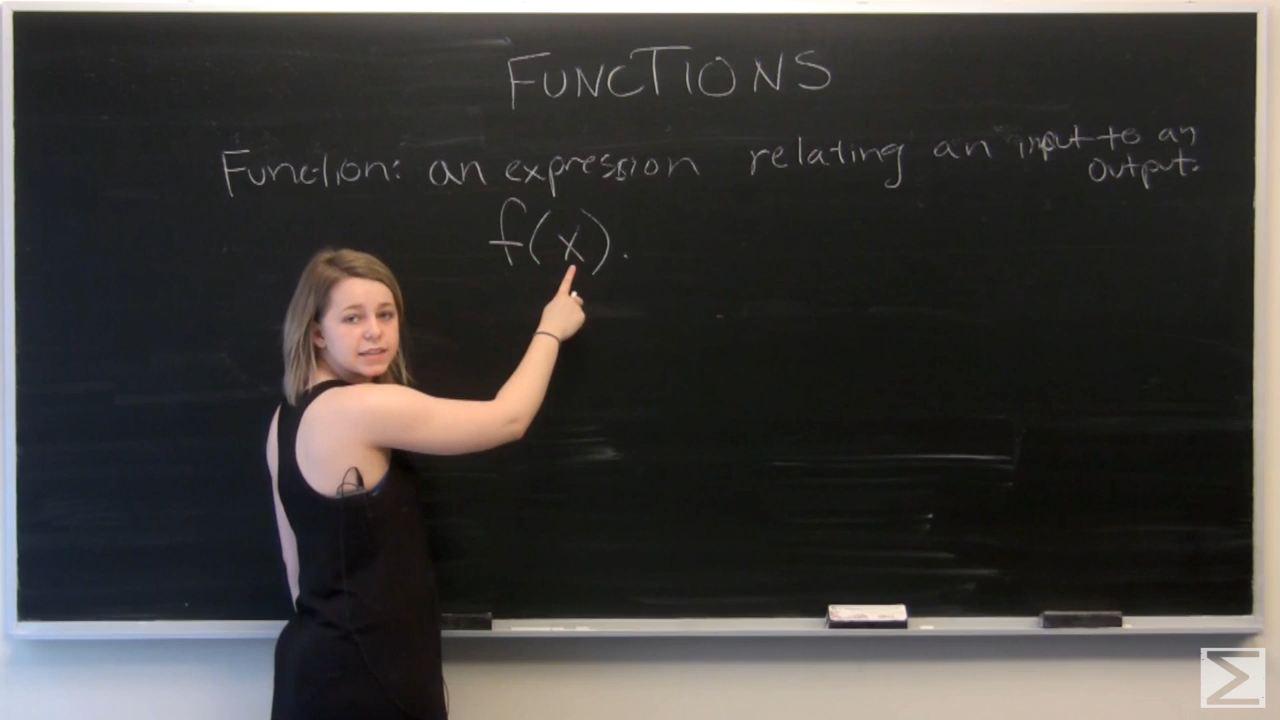 FUNCTIONS
Function: an expression relating an input to an
output.
f(x).
Σ